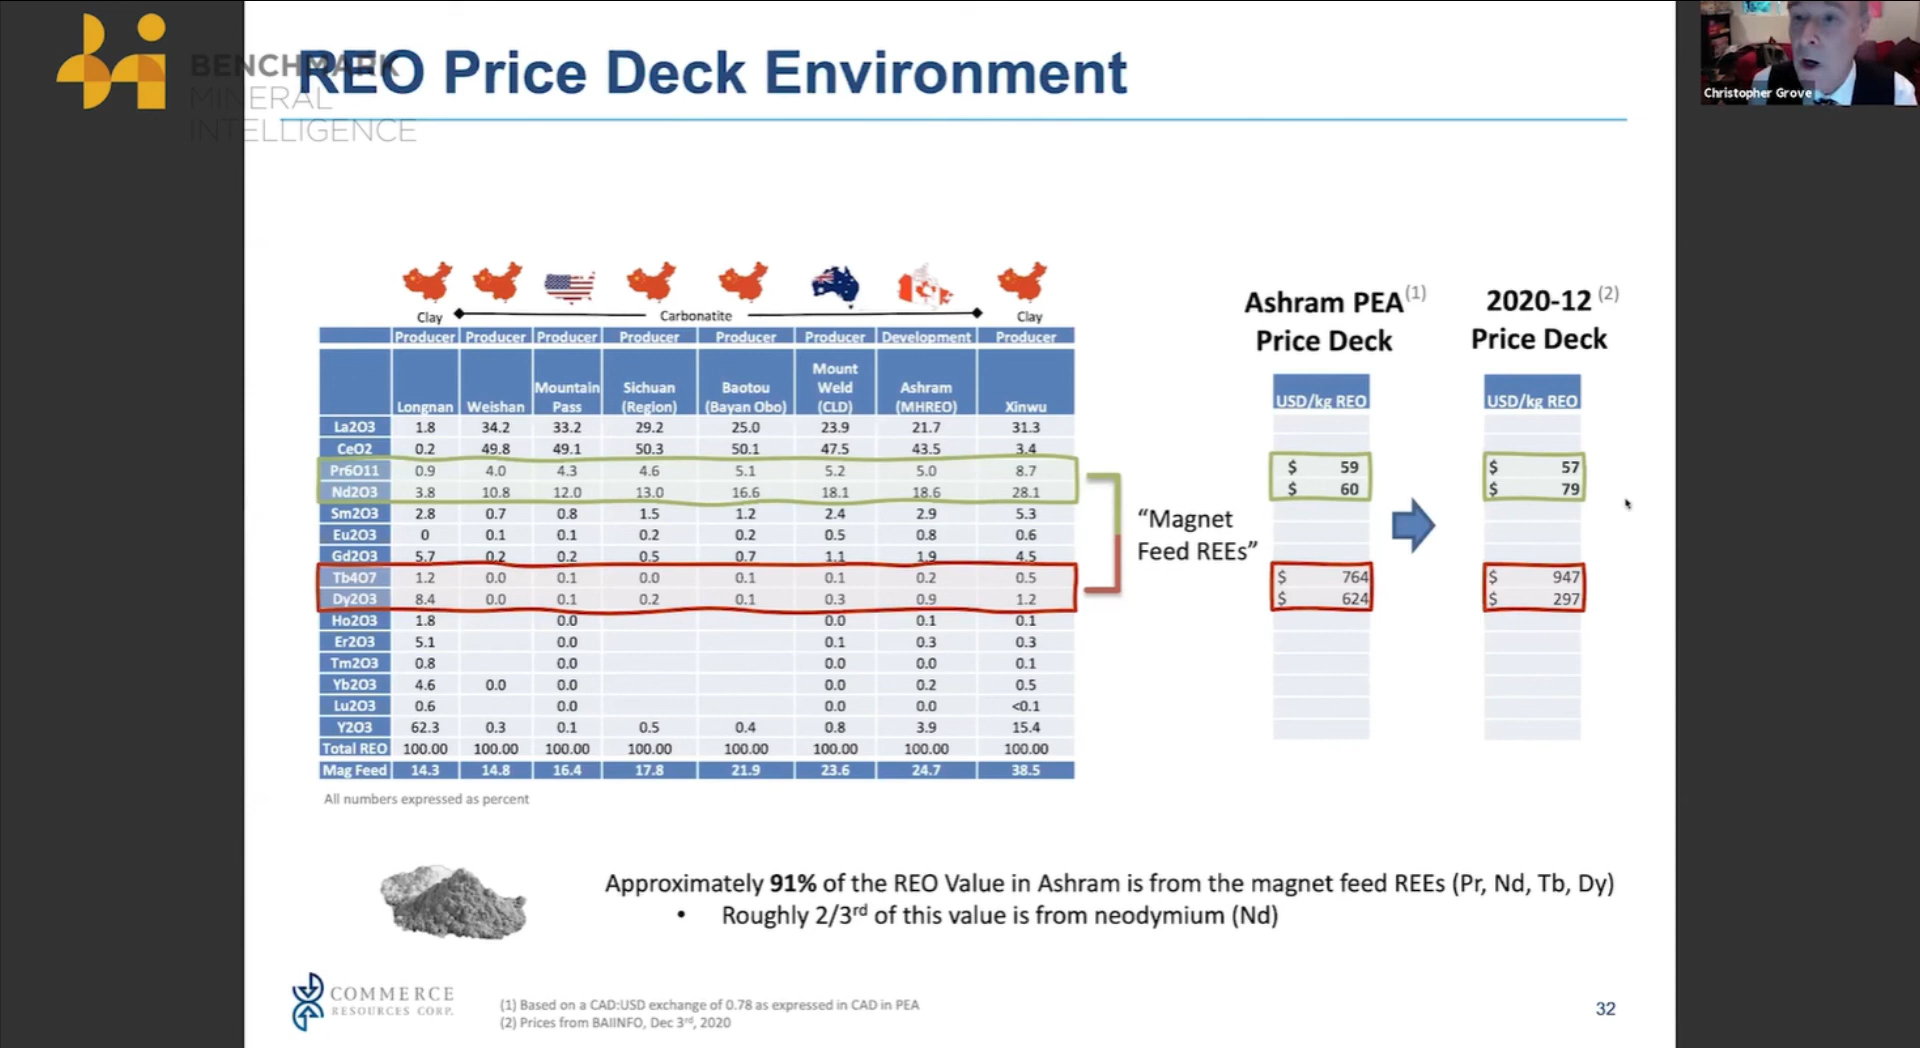 BENCHMARK
MINERAL
INTELLIGENCE
REO Price Deck Environment
Christopher Grove
Clay Carbonatite Clay
Producer Producer Producer Producer Producer Producer Development Producer
Longnan Weishan Mountain Pass Sichuan (Region) Baotou (Bayan Obo) Mount Weld (CLD) Ashram (MHREO) Xinwu
La2O3 1.8 34.2 33.2 29.2 25.0 23.9 21.7 31.3
CeO2 0.2 49.8 49.1 50.3 50.1 47.5 43.5 3.4
Pr6O11 0.9 4.0 4.3 4.6 5.1 5.2 5.0 8.7
Nd2O3 3.8 10.8 12.0 13.0 16.6 18.1 18.6 28.1
Sm2O3 2.8 0.7 0.8 1.5 1.2 2.4 2.9 5.3
Eu2O3 0 0.1 0.1 0.2 0.2 0.5 0.8 0.6
Gd2O3 5.7 0.2 0.2 0.5 0.7 1.1 1.9 4.5
Tb4O7 1.2 0.0 0.1 0.0 0.1 0.1 0.2 0.5
Dy2O3 8.4 0.0 0.1 0.2 0.1 0.3 0.9 1.2
Ho2O3 1.8 0.0 0.0 0.1 0.1
Er2O3 5.1 0.0 0.1 0.3 0.3
Tm2O3 0.8 0.0 0.0 0.0 0.1
Yb2O3 4.6 0.0 0.0 0.0 0.2 0.5
Lu2O3 0.6 0.0 0.0 0.0 <0.1
Y2O3 62.3 0.3 0.1 0.5 0.4 0.8 3.9 15.4
Total REO 100.00 100.00 100.00 100.00 100.00 100.00 100.00 100.00
Mag Feed 14.3 14.8 16.4 17.8 21.9 23.6 24.7 38.5
All numbers expressed as percent
“Magnet
Feed REEs”
Ashram PEA(1)
Price Deck
USD/kg REO
$ 59
$ 60
$ 764
$ 624
2020-12 (2)
Price Deck
USD/kg REO
$ 57
$ 79
$ 947
$ 297
Approximately 91% of the REO Value in Ashram is from the magnet feed REEs (Pr, Nd, Tb, Dy)
• Roughly 2/3rd of this value is from neodymium (Nd)
COMMERCE
RESOURCES CORP.
(1) Based on a CAD:USD exchange of 0.78 as expressed in CAD in PEA
(2) Prices from BAIINFO, Dec 3rd, 2020
32